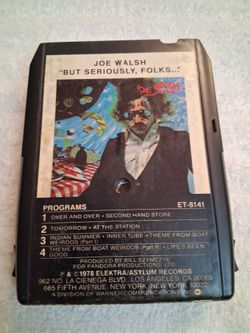 JOE WALSH
"BUT SERIOUSLY, FOLKS..."
JOE WALSH
PROGRAMS ET-8141
1 OVER AND OVER • SECOND HAND STORE
2 TOMORROW • AT THE STATION
3 INDIAN SUMMER • INNER TUBE • THEME FROM BOAT
WEIRDOS (Part I)
4 THEME FROM BOAT WEIRDOS (Part II) • LIFE'S BEEN
GOOD
PRODUCED BY BILL SZYMCZYK
FOR PANDORA PRODUCTIONS LTD.
℗ & © 1978 ELEKTRA/ASYLUM RECORDS
962 NO. LA CIENEGA BLVD. LOS ANGELES, CA 90069
665 FIFTH AVENUE, NEW YORK, NEW YORK 10022
A DIVISION OF WARNER COMMUNICATIONS INC.